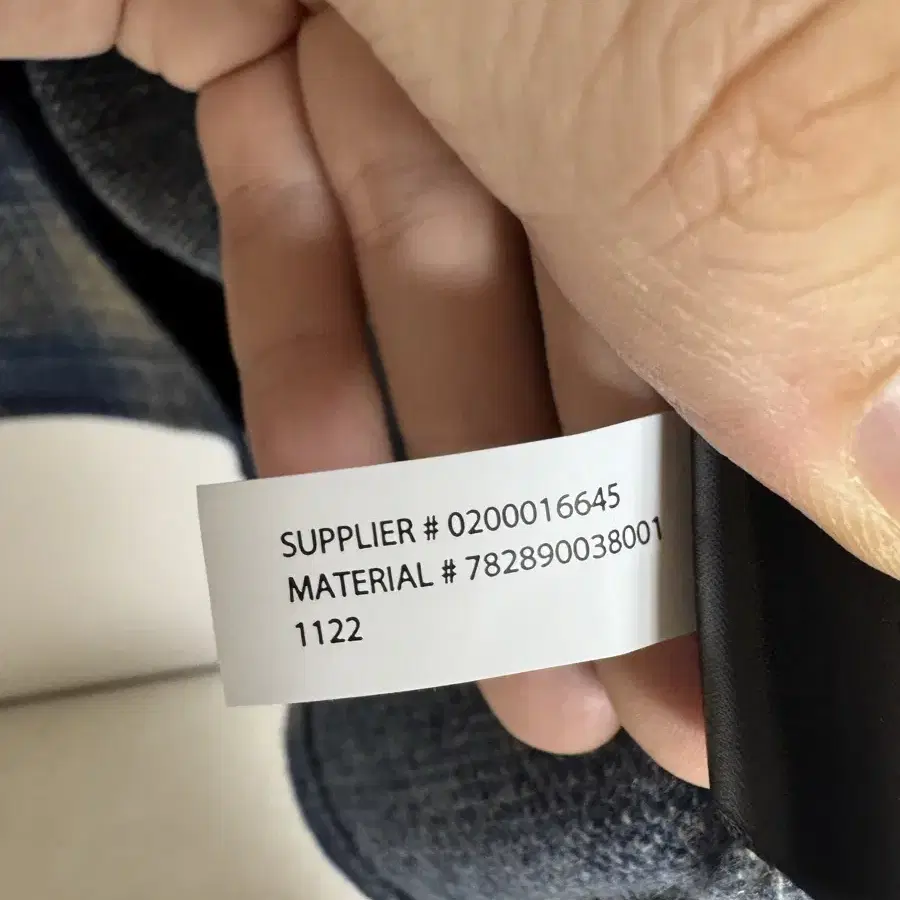 SUPPLIER # 0200016645
MATERIAL # 782890038001
1122